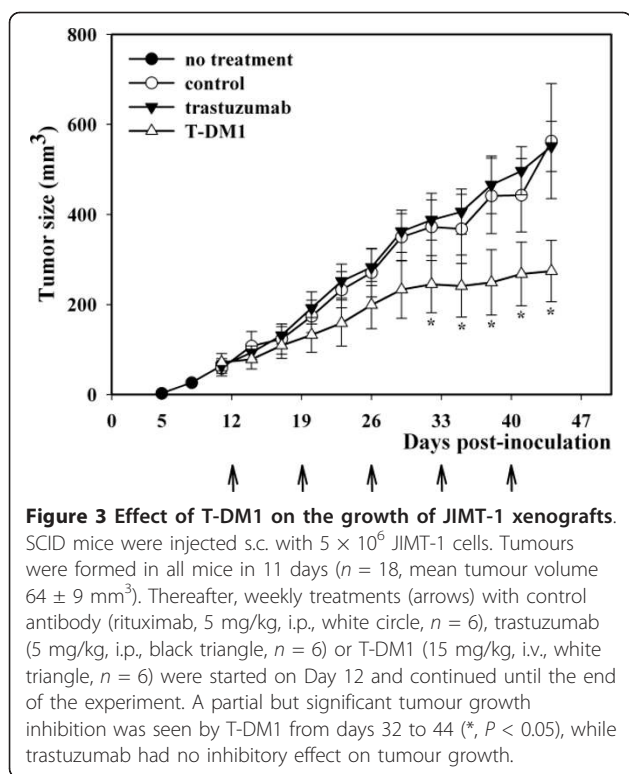 800
600
400
200
0
Tumor size (mm³)
no treatment
control
trastuzumab
T-DM1
* * * * *
0 5 12 19 26 33 40 47
Days post-inoculation
Figure 3 Effect of T-DM1 on the growth of JIMT-1 xenografts.
SCID mice were injected s.c. with 5 × 10⁶ JIMT-1 cells. Tumours
were formed in all mice in 11 days (n = 18, mean tumour volume
64 ± 9 mm³). Thereafter, weekly treatments (arrows) with control
antibody (rituximab, 5 mg/kg, i.p., white circle, n = 6), trastuzumab
(5 mg/kg, i.p., black triangle, n = 6) or T-DM1 (15 mg/kg, i.v., white
triangle, n = 6) were started on Day 12 and continued until the end
of the experiment. A partial but significant tumour growth
inhibition was seen by T-DM1 from days 32 to 44 (*, P < 0.05), while
trastuzumab had no inhibitory effect on tumour growth.